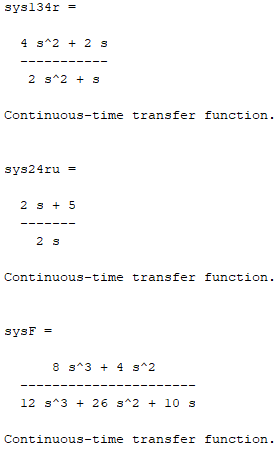 sys134r =
4 s^2 + 2 s
-----------
2 s^2 + s
Continuous-time transfer function.
sys24ru =
2 s + 5
-------
2 s
Continuous-time transfer function.
sysF =
8 s^3 + 4 s^2
----------------------
12 s^3 + 26 s^2 + 10 s
Continuous-time transfer function.